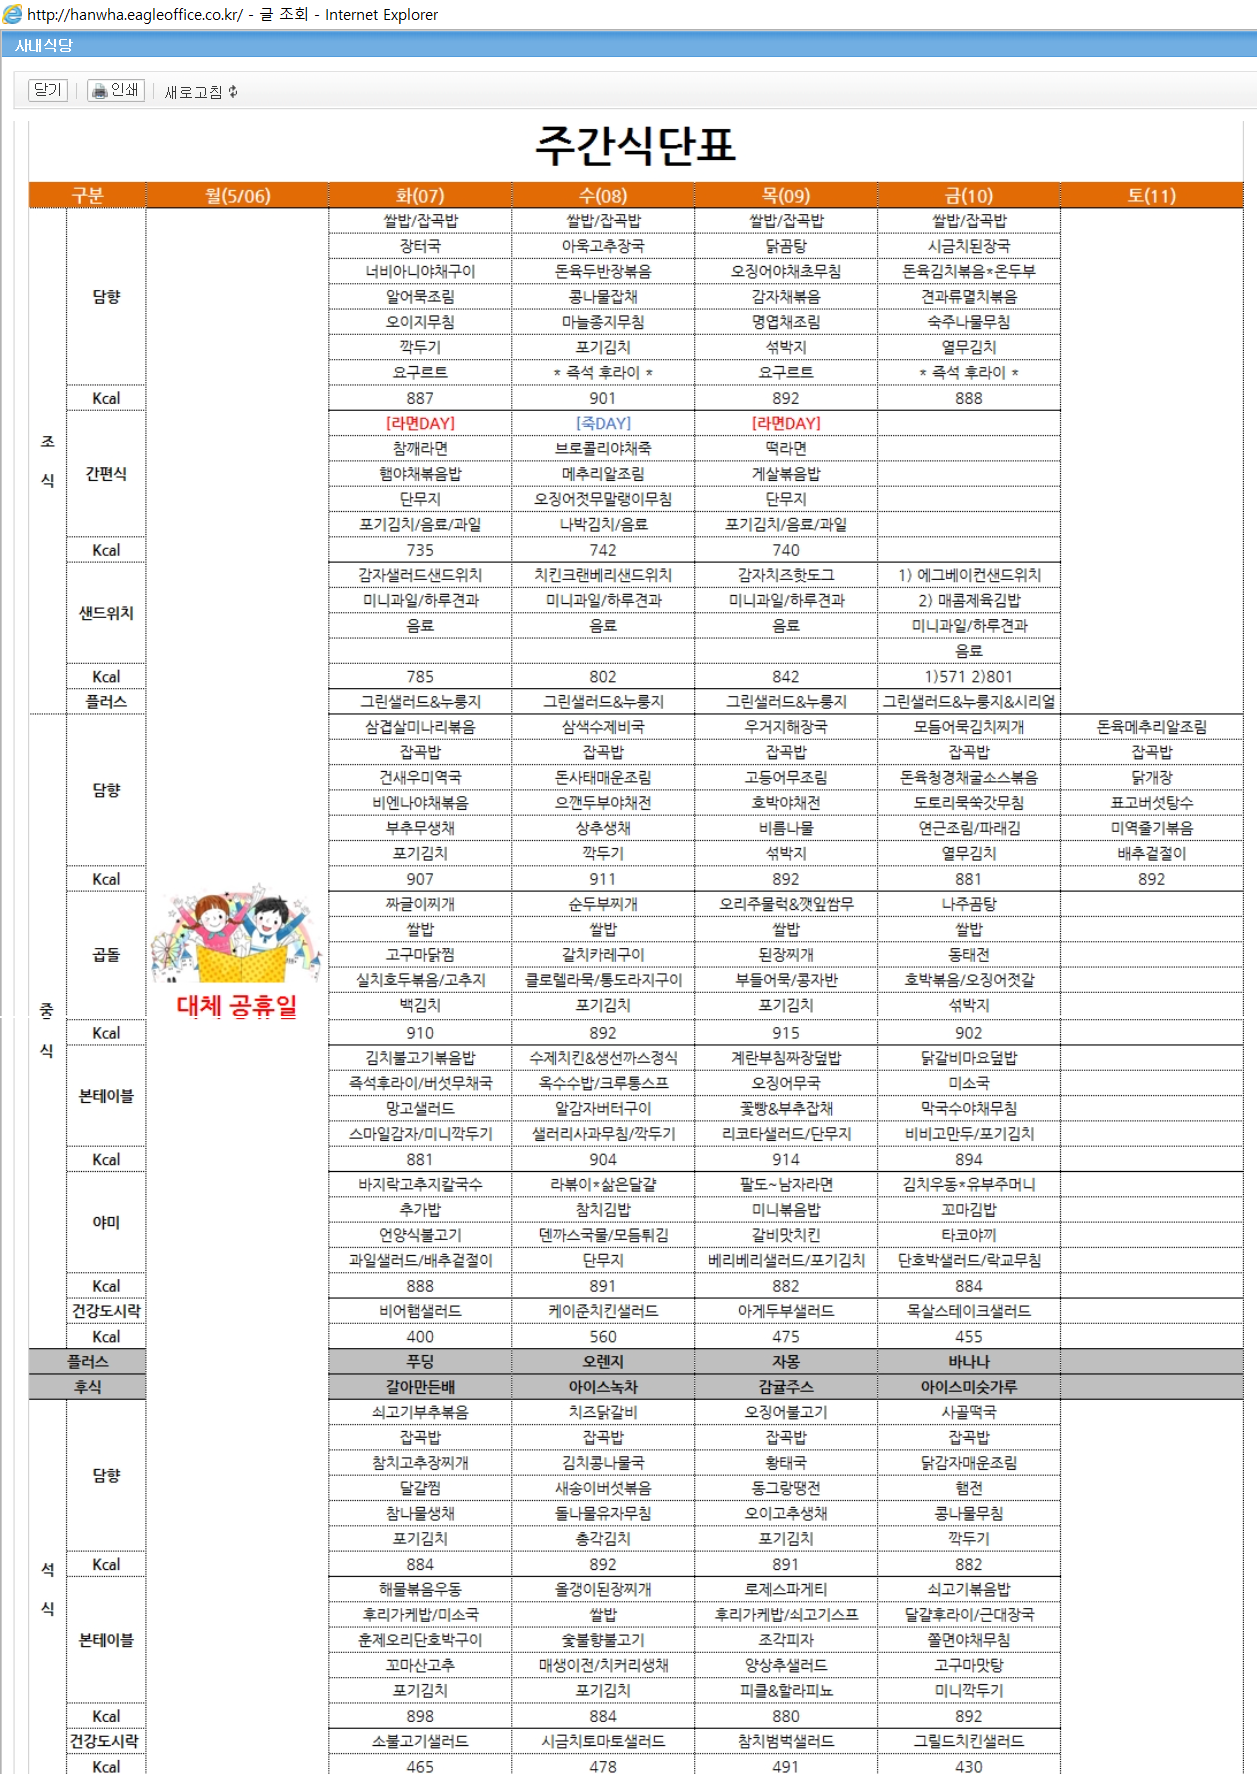 http://hanwha.eagleoffice.co.kr/ - 글 조회 - Internet Explorer
사내식당
닫기 인쇄 새로고침
주간식단표
구분 월(5/06) 화(07) 수(08) 목(09) 금(10) 토(11)
쌀밥/잡곡밥 쌀밥/잡곡밥 쌀밥/잡곡밥 쌀밥/잡곡밥
장터국 아욱고추장국 닭곰탕 시금치된장국
너비아니야채구이 돈육두반장볶음 오징어야채초무침 돈육김치볶음*온두부
담향 알어묵조림 콩나물잡채 감자채볶음 견과류멸치볶음
오이지무침 마늘종지무침 명엽채조림 숙주나물무침
깍두기 포기김치 섞박지 열무김치
요구르트 * 즉석 후라이 * 요구르트 * 즉석 후라이 *
Kcal 887 901 892 888
[라면DAY] [죽DAY] [라면DAY]
조 참깨라면 브로콜리야채죽 떡라면
식 간편식 햄야채볶음밥 메추리알조림 게살볶음밥
단무지 오징어젓무말랭이무침 단무지
포기김치/음료/과일 나박김치/음료 포기김치/음료/과일
Kcal 735 742 740
감자샐러드샌드위치 치킨크랜베리샌드위치 감자치즈핫도그 1) 에그베이컨샌드위치
샌드위치 미니과일/하루견과 미니과일/하루견과 미니과일/하루견과 2) 매콤제육김밥
음료 음료 음료 미니과일/하루견과
음료
Kcal 785 802 842 1)571 2)801
플러스 그린샐러드&누룽지 그린샐러드&누룽지 그린샐러드&누룽지 그린샐러드&누룽지&시리얼
삼겹살미나리볶음 삼색수제비국 우거지해장국 모듬어묵김치찌개 돈육메추리알조림
잡곡밥 잡곡밥 잡곡밥 잡곡밥 잡곡밥
담향 건새우미역국 돈사태매운조림 고등어무조림 돈육청경채굴소스볶음 닭개장
비엔나야채볶음 으깬두부야채전 호박야채전 도토리묵쑥갓무침 표고버섯탕수
부추무생채 상추생채 비름나물 연근조림/파래김 미역줄기볶음
포기김치 깍두기 섞박지 열무김치 배추겉절이
Kcal 907 911 892 881 892
짜글이찌개 순두부찌개 오리주물럭&깻잎쌈무 나주곰탕
쌀밥 쌀밥 쌀밥 쌀밥
곱돌 고구마닭찜 갈치카레구이 된장찌개 동태전
실치호두볶음/고추지 클로렐라묵/통도라지구이 부들어묵/콩자반 호박볶음/오징어젓갈
중 대체 공휴일 백김치 포기김치 포기김치 섞박지
Kcal 910 892 915 902
식 김치불고기볶음밥 수제치킨&생선까스정식 계란부침짜장덮밥 닭갈비마요덮밥
본테이블 즉석후라이/버섯무채국 옥수수밥/크루통스프 오징어무국 미소국
망고샐러드 알감자버터구이 꽃빵&부추잡채 막국수야채무침
스마일감자/미니깍두기 샐러리사과무침/깍두기 리코타샐러드/단무지 비비고만두/포기김치
Kcal 881 904 914 894
바지락고추지칼국수 라볶이*삶은달걀 팔도~남자라면 김치우동*유부주머니
야미 추가밥 참치김밥 미니볶음밥 꼬마김밥
언양식불고기 덴까스국물/모듬튀김 갈비맛치킨 타코야끼
과일샐러드/배추겉절이 단무지 베리베리샐러드/포기김치 단호박샐러드/락교무침
Kcal 888 891 882 884
건강도시락 비어햄샐러드 케이준치킨샐러드 아게두부샐러드 목살스테이크샐러드
Kcal 400 560 475 455
플러스 푸딩 오렌지 자몽 바나나
후식 갈아만든배 아이스녹차 감귤주스 아이스미숫가루
쇠고기부추볶음 치즈닭갈비 오징어불고기 사골떡국
잡곡밥 잡곡밥 잡곡밥 잡곡밥
담향 참치고추장찌개 김치콩나물국 황태국 닭감자매운조림
달걀찜 새송이버섯볶음 동그랑땡전 햄전
참나물생채 돌나물유자무침 오이고추생채 콩나물무침
포기김치 총각김치 포기김치 깍두기
석 Kcal 884 892 891 882
해물볶음우동 올갱이된장찌개 로제스파게티 쇠고기볶음밥
식 후리가케밥/미소국 쌀밥 후리가케밥/쇠고기스프 달걀후라이/근대장국
본테이블 훈제오리단호박구이 숯불향불고기 조각피자 쫄면야채무침
꼬마산고추 매생이전/치커리생채 양상추샐러드 고구마맛탕
포기김치 포기김치 피클&할라피뇨 미니깍두기
Kcal 898 884 880 892
건강도시락 소불고기샐러드 시금치토마토샐러드 참치범벅샐러드 그릴드치킨샐러드
Kcal 465 478 491 430